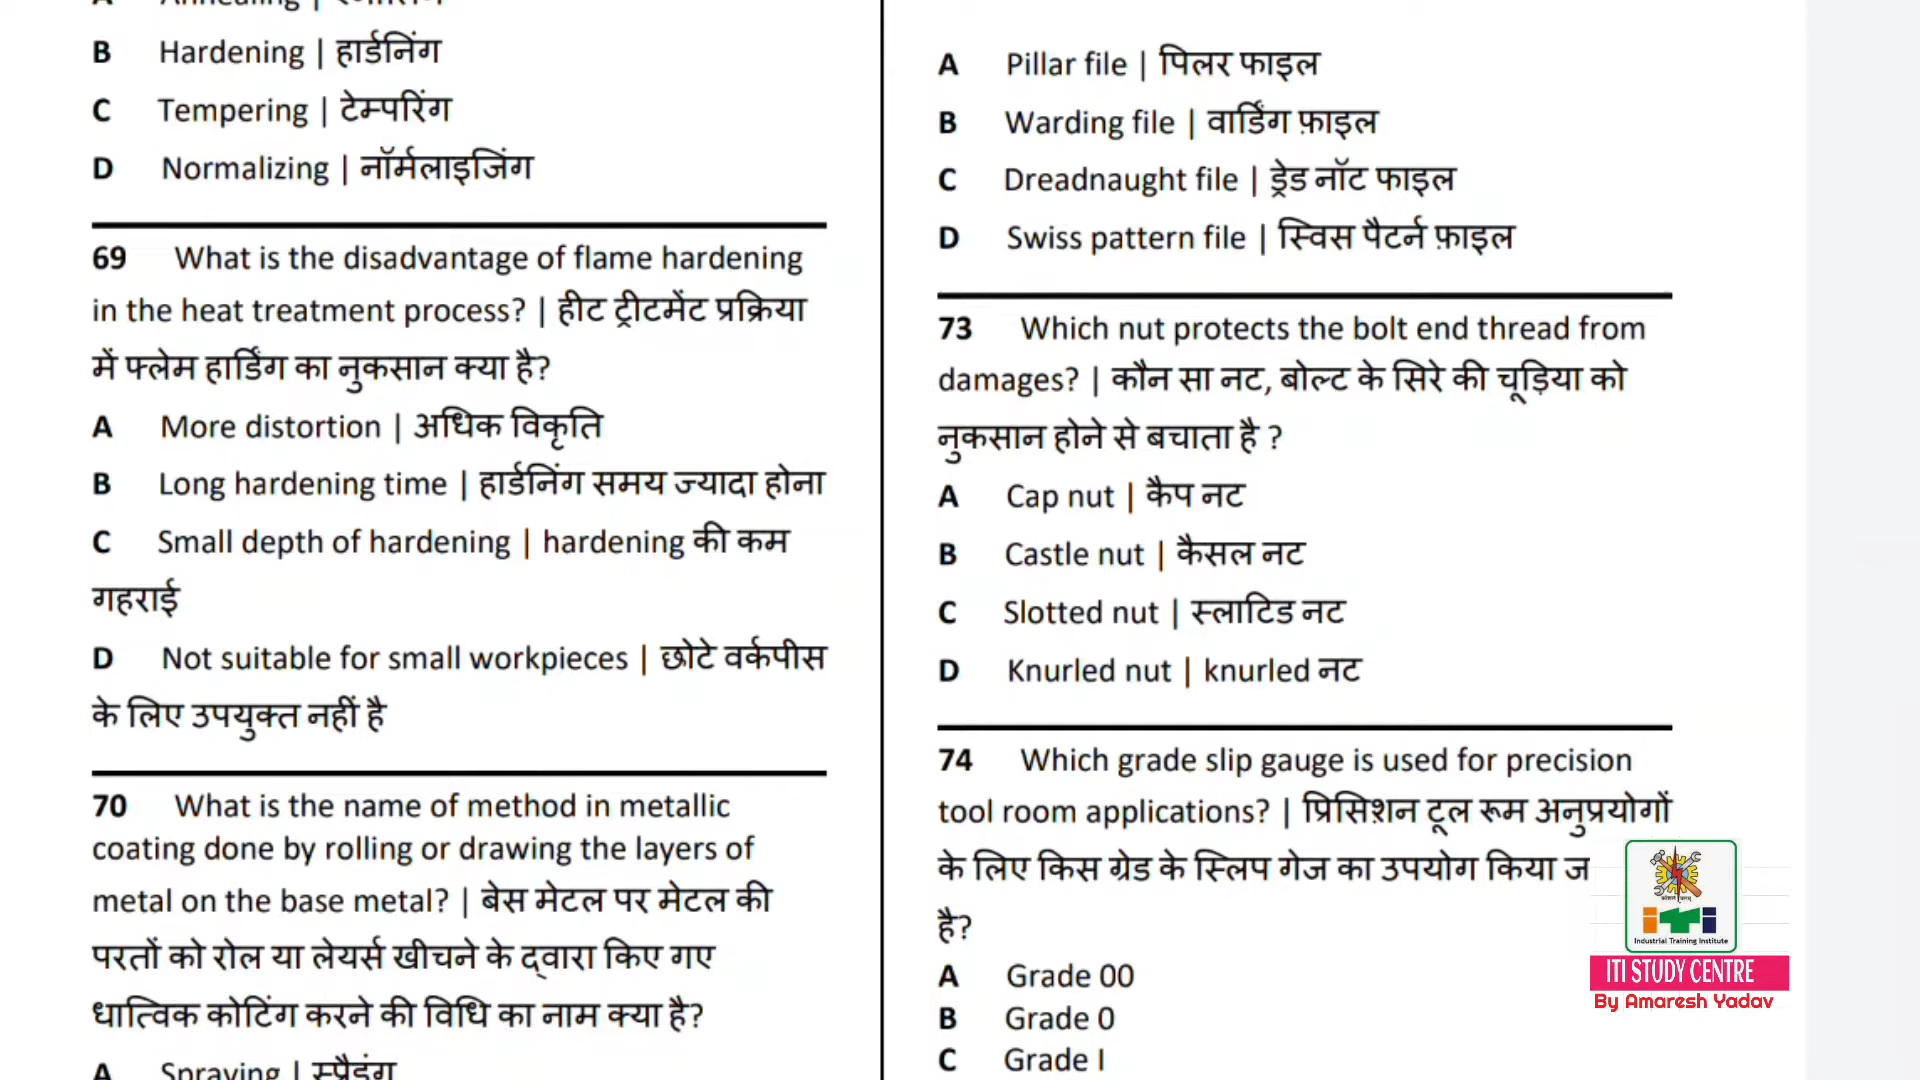 A Annealing |
B Hardening | हार्डनिंग
C Tempering | टेम्परिंग
D Normalizing | नॉर्मलाइजिंग
69 What is the disadvantage of flame hardening
in the heat treatment process? | हीट ट्रीटमेंट प्रक्रिया
में फ्लेम हार्डिंग का नुकसान क्या है?
A More distortion | अधिक विकृति
B Long hardening time | हार्डनिंग समय ज्यादा होना
C Small depth of hardening | hardening की कम
गहराई
D Not suitable for small workpieces | छोटे वर्कपीस
के लिए उपयुक्त नहीं है
70 What is the name of method in metallic
coating done by rolling or drawing the layers of
metal on the base metal? | बेस मेटल पर मेटल की
परतों को रोल या लेयर्स खीचने के द्वारा किए गए
धात्विक कोटिंग करने की विधि का नाम क्या है?
A Spraying |
A Pillar file | पिलर फाइल
B Warding file | वार्डिंग फ़ाइल
C Dreadnaught file | ड्रेड नॉट फाइल
D Swiss pattern file | स्विस पैटर्न फ़ाइल
73 Which nut protects the bolt end thread from
damages? | कौन सा नट, बोल्ट के सिरे की चूड़िया को
नुकसान होने से बचाता है ?
A Cap nut | कैप नट
B Castle nut | कैसल नट
C Slotted nut | स्लाटिड नट
D Knurled nut | knurled नट
74 Which grade slip gauge is used for precision
tool room applications? | प्रिसिशन टूल रूम अनुप्रयोगों
के लिए किस ग्रेड के स्लिप गेज का उपयोग किया ज
है?
A Grade 00
B Grade 0
C Grade I
iTi
Industrial Training Institute
ITI STUDY CENTRE
By Amaresh Yadav